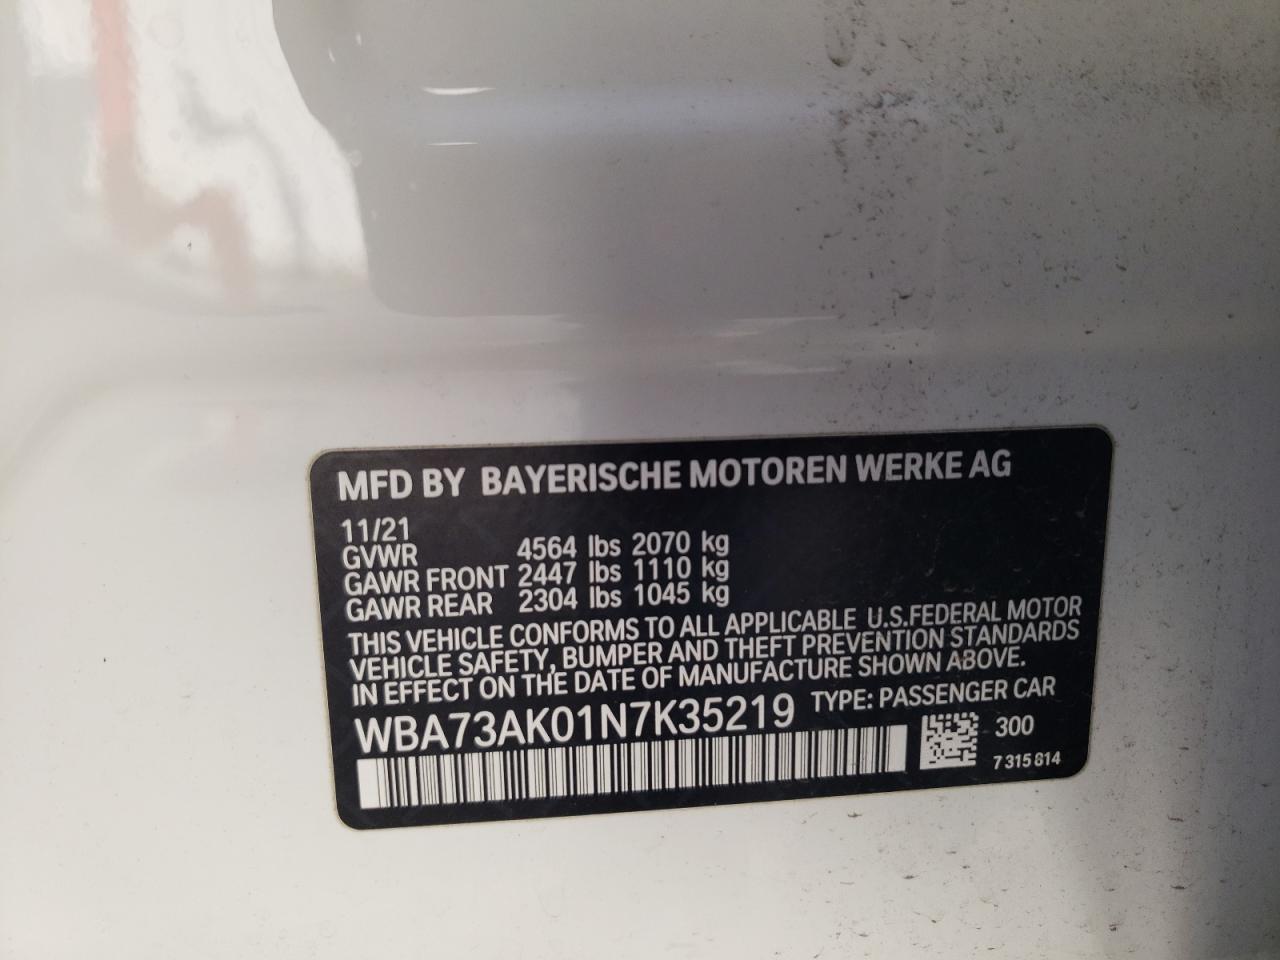 MFD BY BAYERISCHE MOTOREN WERKE AG
11/21
GVWR 4564 lbs 2070 kg
GAWR FRONT 2447 lbs 1110 kg
GAWR REAR 2304 lbs 1045 kg
THIS VEHICLE CONFORMS TO ALL APPLICABLE U.S.FEDERAL MOTOR
VEHICLE SAFETY, BUMPER AND THEFT PREVENTION STANDARDS
IN EFFECT ON THE DATE OF MANUFACTURE SHOWN ABOVE.
WBA73AK01N7K35219 TYPE: PASSENGER CAR
300
7 315 814